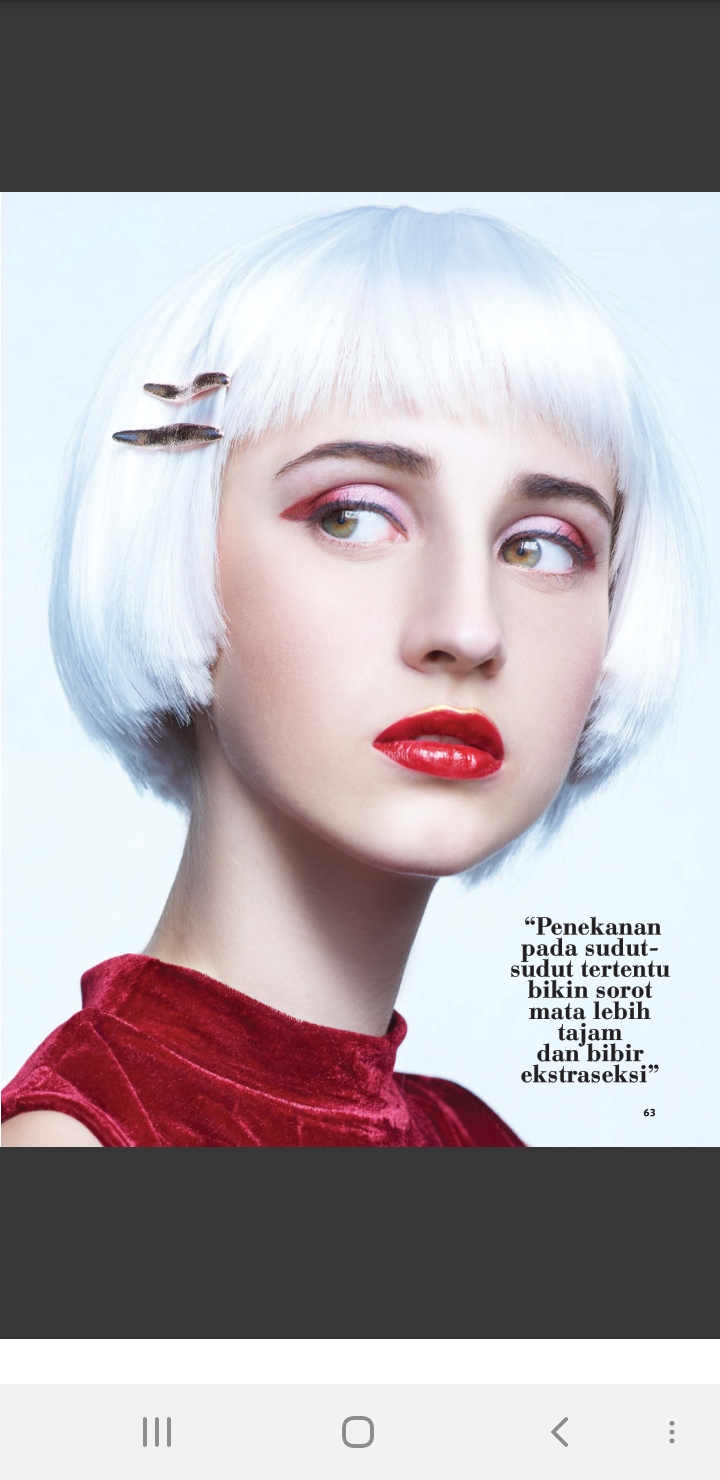 “Penekanan
pada sudut-
sudut tertentu
bikin sorot
mata lebih
tajam
dan bibir
ekstraseksi”
63